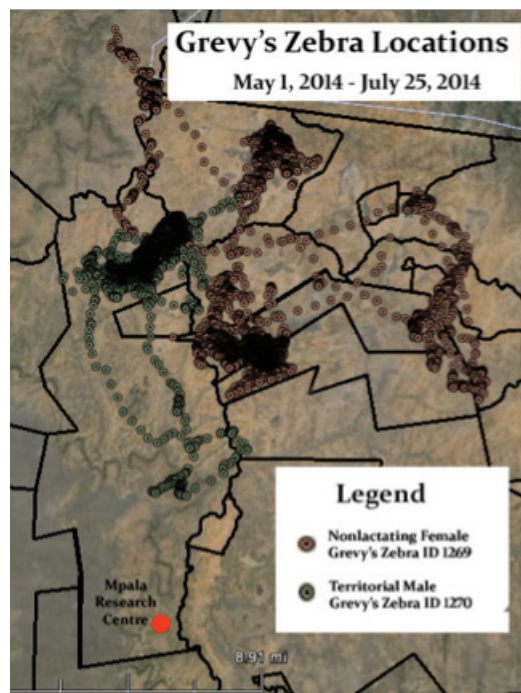 Grevy's Zebra Locations
May 1, 2014 - July 25, 2014
Legend
Nonlactating Female
Grevy's Zebra ID 1269
Territorial Male
Grevy's Zebra ID 1270
Mpala
Research
Centre
8.91 mi